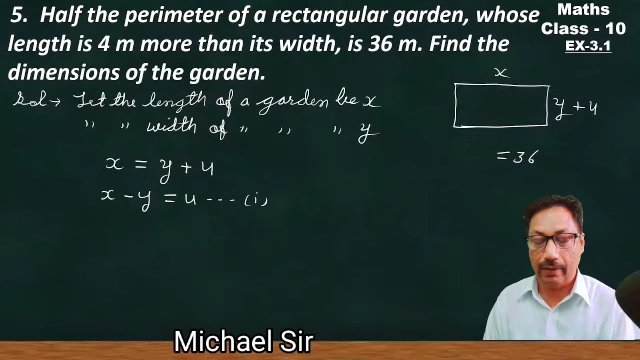 5. Half the perimeter of a rectangular garden, whose
length is 4 m more than its width, is 36 m. Find the
dimensions of the garden.
Maths
Class - 10
EX-3.1
Sol → Let the length of a garden be x
" " width of " " " y
x = y + 4
x - y = 4 --- (i)
x
y + 4
= 36
Michael Sir